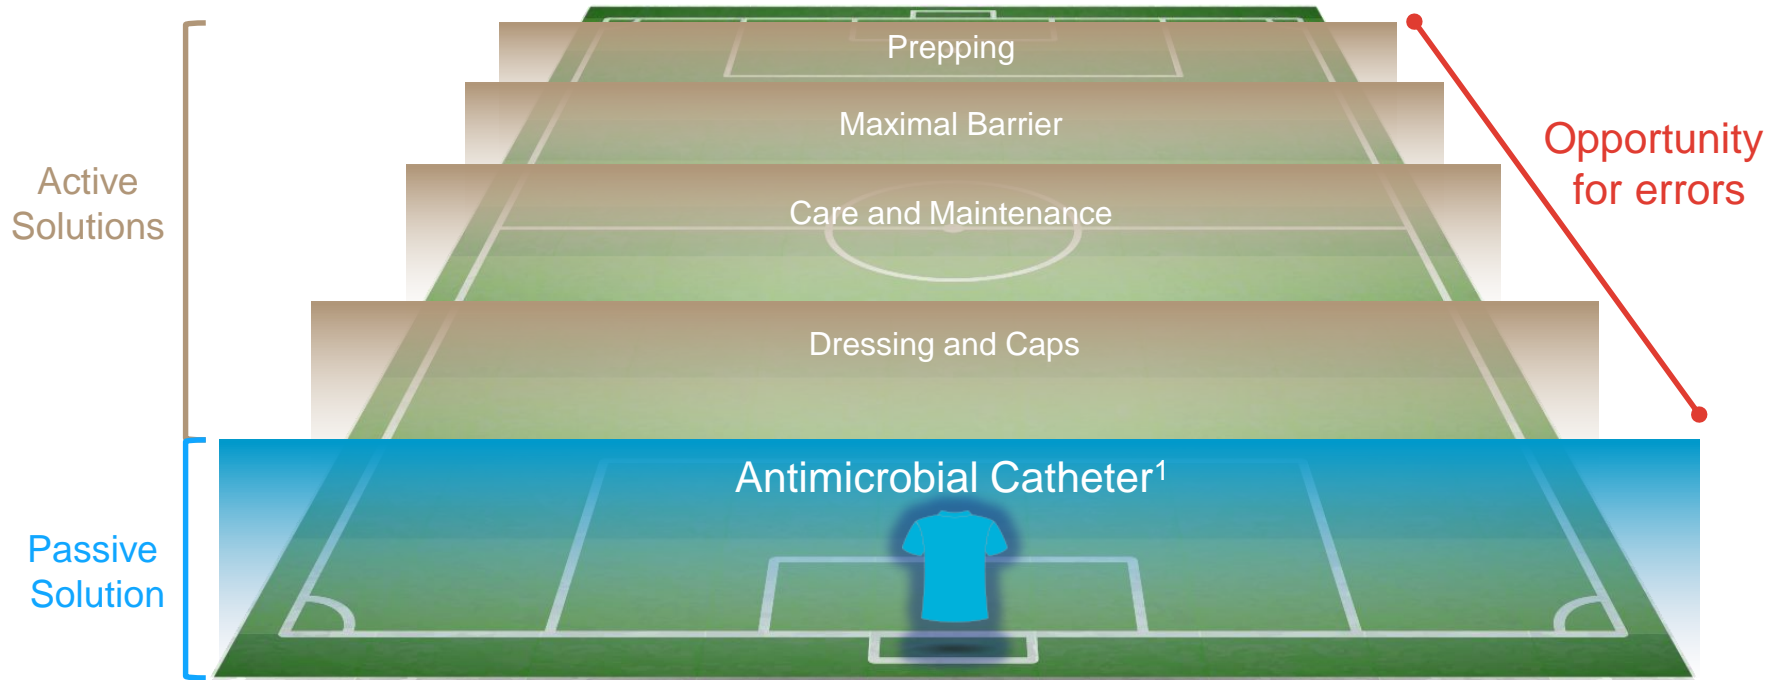 Prepping
Maximal Barrier
Care and Maintenance
Dressing and Caps
Antimicrobial Catheter¹
Active
Solutions
Passive
Solution
Opportunity
for errors